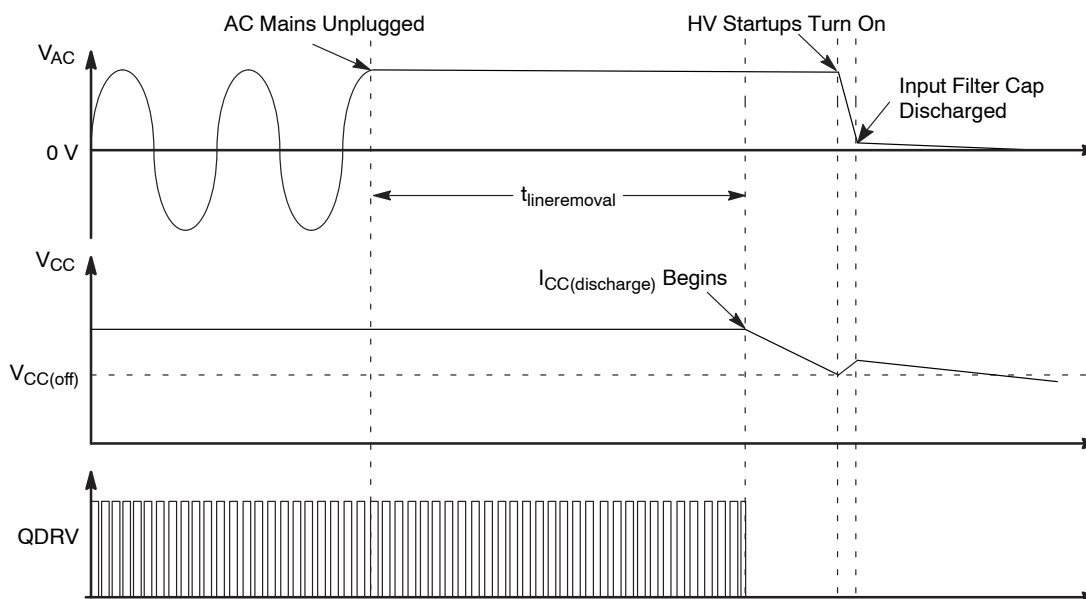 AC Mains Unplugged
HV Startups Turn On
VAC
Input Filter Cap
Discharged
0 V
tlineremoval
VCC
ICC(discharge) Begins
VCC(off)
QDRV